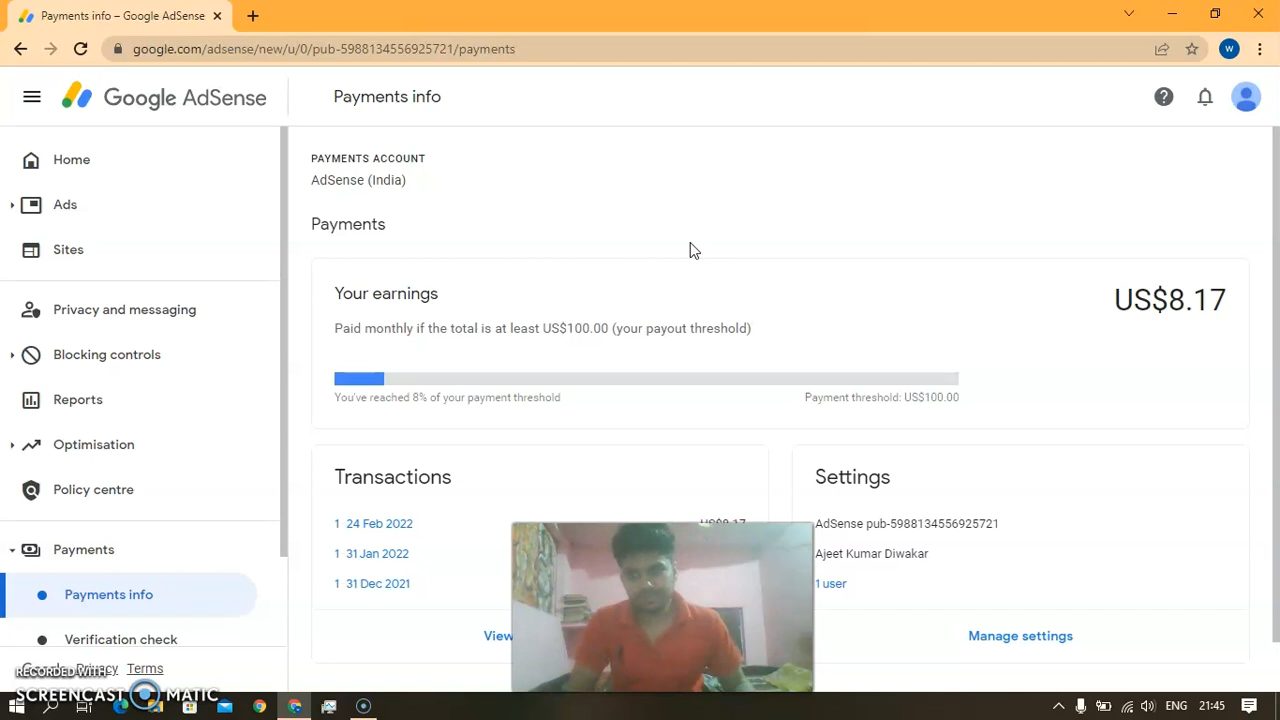 Payments info – Google AdSense
google.com/adsense/new/u/0/pub-5988134556925721/payments
W
Google AdSense
Payments info
Home
Ads
Sites
Privacy and messaging
Blocking controls
Reports
Optimisation
Policy centre
Payments
Payments info
Verification check
Privacy Terms
PAYMENTS ACCOUNT
AdSense (India)
Payments
Your earnings
US$8.17
Paid monthly if the total is at least US$100.00 (your payout threshold)
You've reached 8% of your payment threshold
Payment threshold: US$100.00
Transactions
1 24 Feb 2022 US$8.17
1 31 Jan 2022
1 31 Dec 2021
View
Settings
AdSense pub-5988134556925721
Ajeet Kumar Diwakar
1 user
Manage settings
RECORDED WITH
SCREENCAST MATIC
ENG 21:45